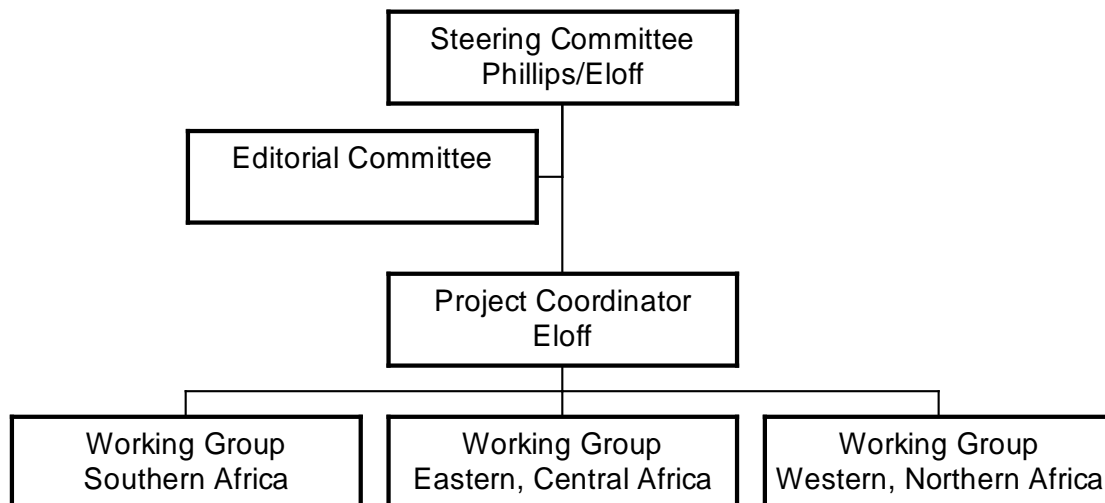 Steering Committee
Phillips/Eloff
Editorial Committee
Project Coordinator
Eloff
Working Group
Southern Africa
Working Group
Eastern, Central Africa
Working Group
Western, Northern Africa